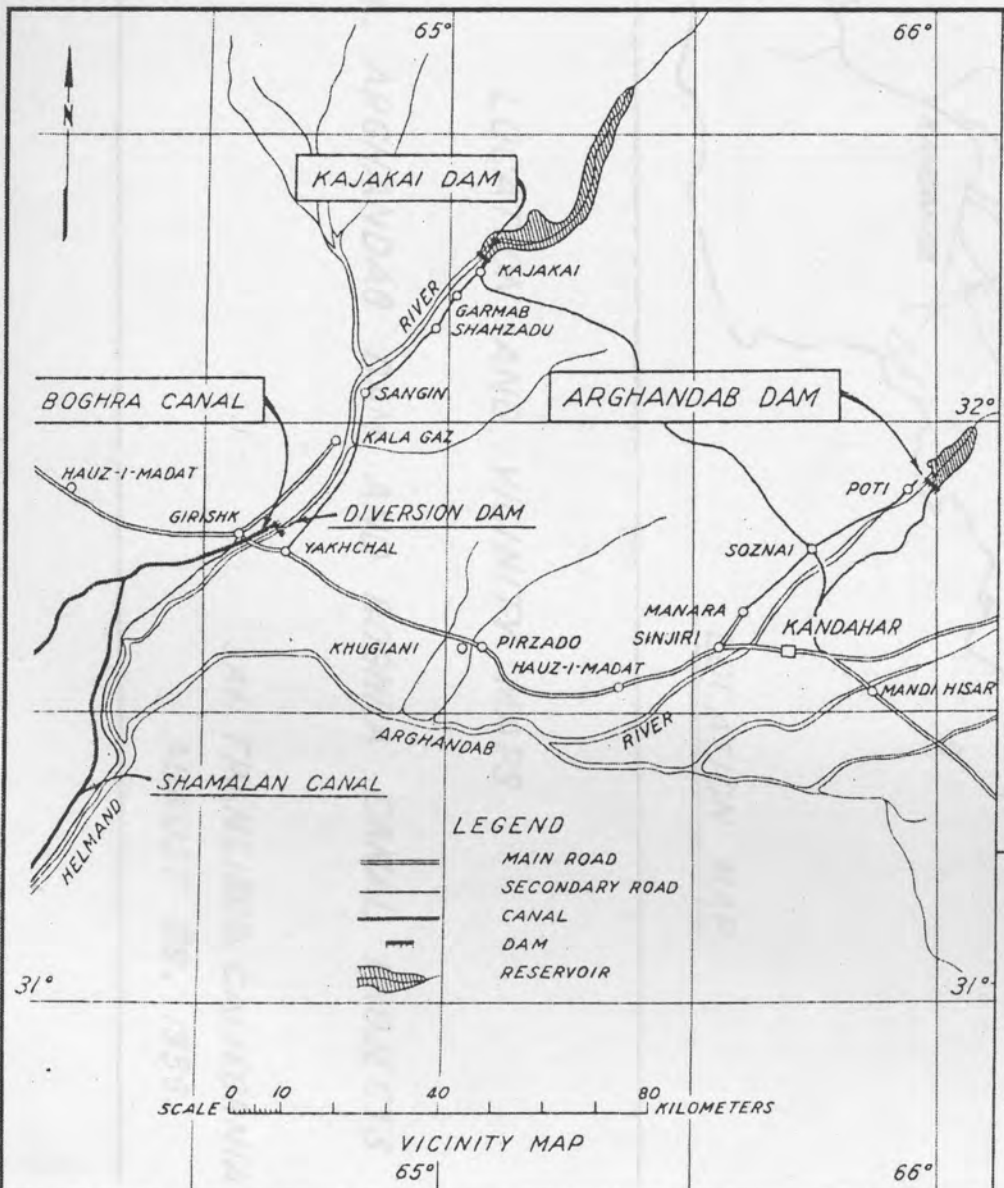 65°
66°
N
KAJAKAI DAM
KAJAKAI
RIVER
GARMAB
SHAHZADU
BOGHRA CANAL
SANGIN
ARGHANDAB DAM
32°
KALA GAZ
HAUZ-I-MADAT
POTI
GIRISHK
DIVERSION DAM
YAKHCHAL
SOZNAI
MANARA
SINJIRI
KANDAHAR
KHUGIANI
PIRZADO
HAUZ-I-MADAT
MANDI HISAR
ARGHANDAB
RIVER
SHAMALAN CANAL
HELMAND
LEGEND
MAIN ROAD
SECONDARY ROAD
CANAL
DAM
RESERVOIR
31°
31°
0 10 40 80
SCALE KILOMETERS
VICINITY MAP
65°
66°